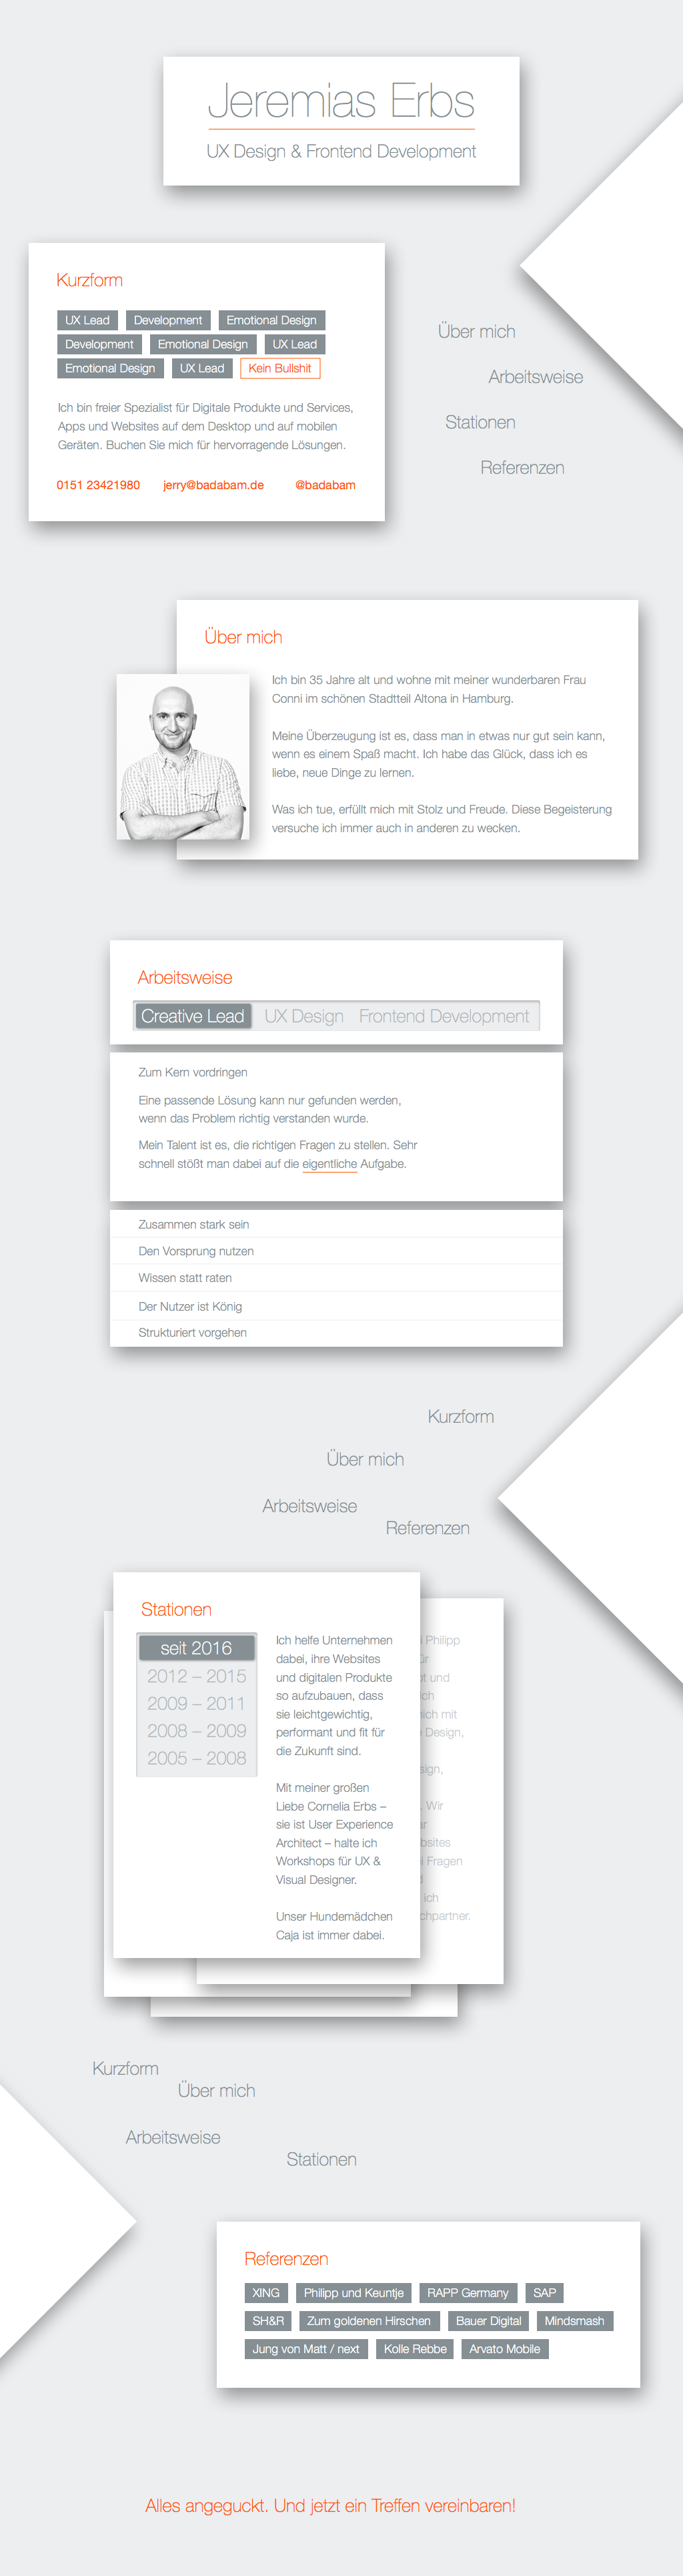 Jeremias Erbs
UX Design & Frontend Development
Kurzform
UX Lead Development Emotional Design
Development Emotional Design UX Lead
Emotional Design UX Lead Kein Bullshit
Ich bin freier Spezialist für Digitale Produkte und Services,
Apps und Websites auf dem Desktop und auf mobilen
Geräten. Buchen Sie mich für hervorragende Lösungen.
0151 23421980 jerry@badabam.de @badabam
Über mich
Arbeitsweise
Stationen
Referenzen
Über mich
Ich bin 35 Jahre alt und wohne mit meiner wunderbaren Frau
Conni im schönen Stadtteil Altona in Hamburg.
Meine Überzeugung ist es, dass man in etwas nur gut sein kann,
wenn es einem Spaß macht. Ich habe das Glück, dass ich es
liebe, neue Dinge zu lernen.
Was ich tue, erfüllt mich mit Stolz und Freude. Diese Begeisterung
versuche ich immer auch in anderen zu wecken.
Arbeitsweise
Creative Lead UX Design Frontend Development
Zum Kern vordringen
Eine passende Lösung kann nur gefunden werden,
wenn das Problem richtig verstanden wurde.
Mein Talent ist es, die richtigen Fragen zu stellen. Sehr
schnell stößt man dabei auf die eigentliche Aufgabe.
Zusammen stark sein
Den Vorsprung nutzen
Wissen statt raten
Der Nutzer ist König
Strukturiert vorgehen
Kurzform
Über mich
Arbeitsweise
Referenzen
Stationen
seit 2016
2012 – 2015
2009 – 2011
2008 – 2009
2005 – 2008
Ich helfe Unternehmen
dabei, ihre Websites
und digitalen Produkte
so aufzubauen, dass
sie leichtgewichtig,
performant und fit für
die Zukunft sind.
Mit meiner großen
Liebe Cornelia Erbs –
sie ist User Experience
Architect – halte ich
Workshops für UX &
Visual Designer.
Unser Hundemädchen
Caja ist immer dabei.
Philipp
und
mit
Design,
Wir
Fragen
ich
Kurzform
Über mich
Arbeitsweise
Stationen
Referenzen
XING Philipp und Keuntje RAPP Germany SAP
SH&R Zum goldenen Hirschen Bauer Digital Mindsmash
Jung von Matt / next Kolle Rebbe Arvato Mobile
Alles angeguckt. Und jetzt ein Treffen vereinbaren!